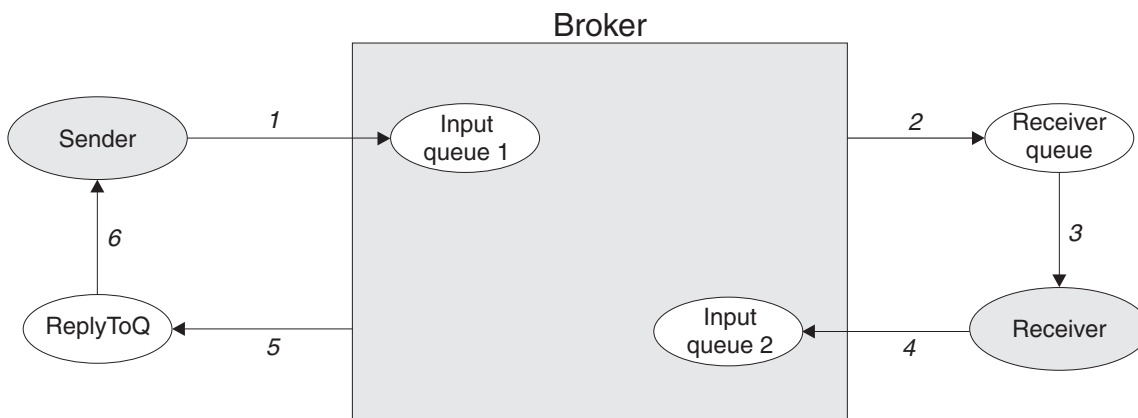 Broker
Sender
1
Input
queue 1
2
Receiver
queue
6
3
ReplyToQ
5
Input
queue 2
4
Receiver